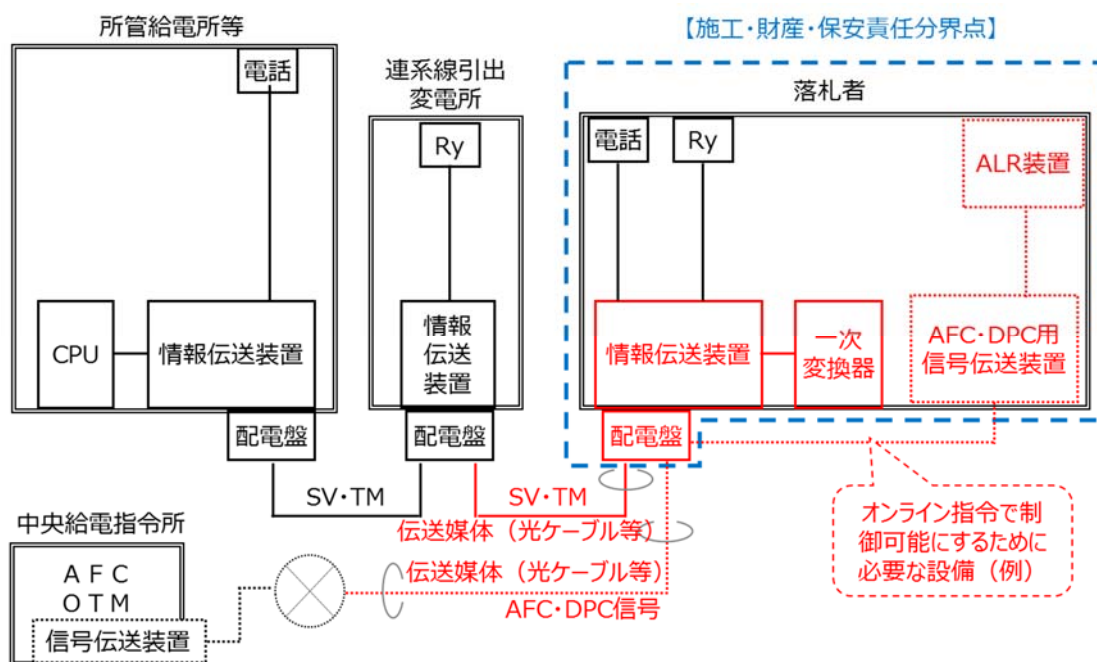 所管給電所等
電話
CPU
情報伝送装置
配電盤
連系線引出
変電所
Ry
情報
伝送
装置
配電盤
【施工・財産・保安責任分界点】
落札者
電話
Ry
ALR装置
情報伝送装置
一次
変換器
AFC・DPC用
信号伝送装置
配電盤
SV・TM
SV・TM
伝送媒体（光ケーブル等）
伝送媒体（光ケーブル等）
AFC・DPC信号
オンライン指令で制
御可能にするために
必要な設備（例）
中央給電指令所
ＡＦＣ
ＯＴＭ
信号伝送装置